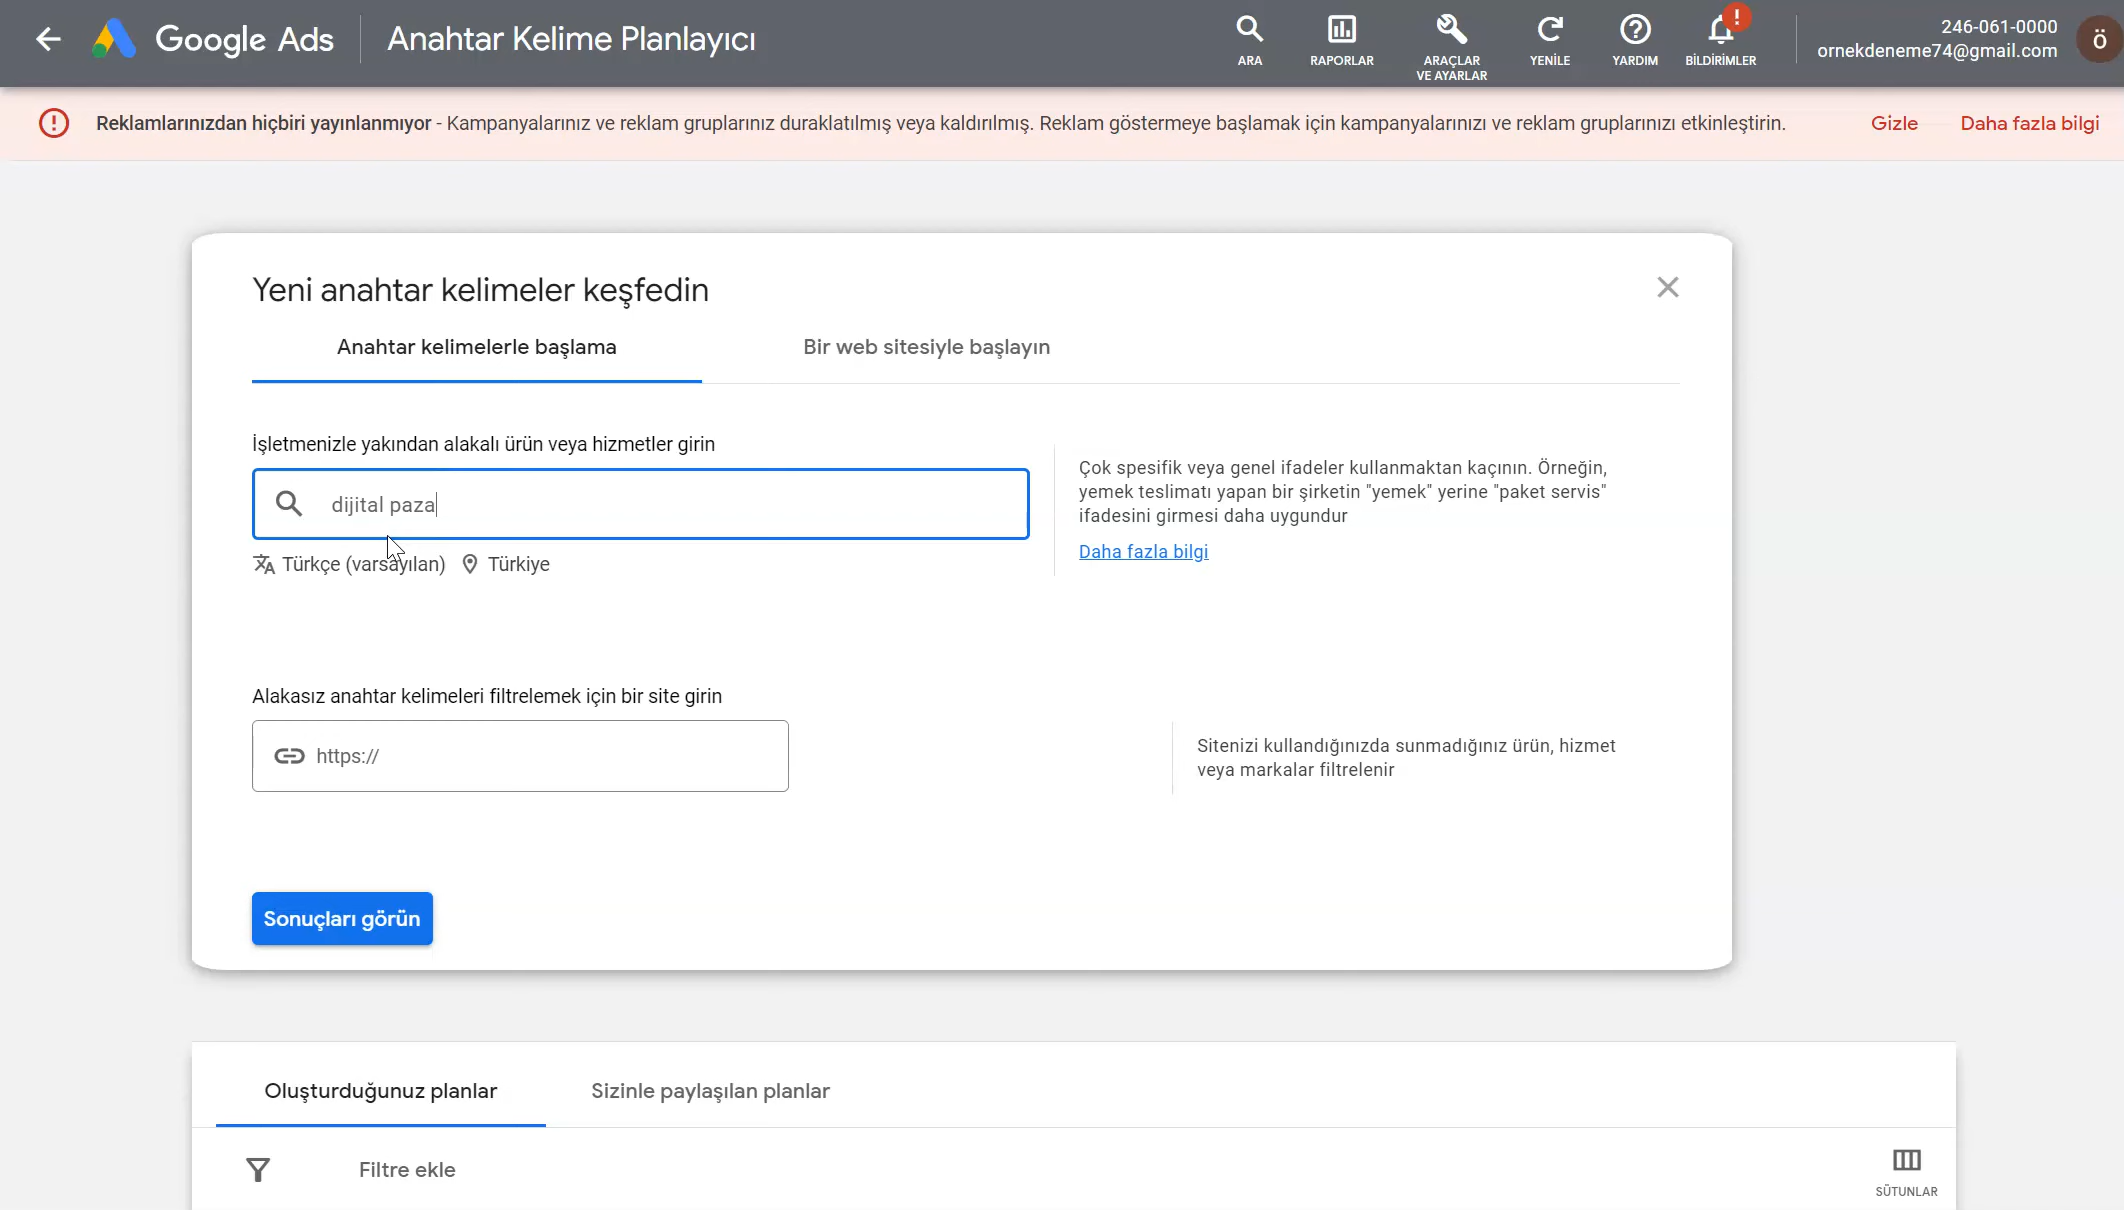 Google Ads
Anahtar Kelime Planlayıcı
ARA
RAPORLAR
ARAÇLAR
VE AYARLAR
YENİLE
YARDIM
BİLDİRİMLER
246-061-0000
ornekdeneme74@gmail.com
ö
Reklamlarınızdan hiçbiri yayınlanmıyor - Kampanyalarınız ve reklam gruplarınız duraklatılmış veya kaldırılmış. Reklam göstermeye başlamak için kampanyalarınızı ve reklam gruplarınızı etkinleştirin.
Gizle
Daha fazla bilgi
Yeni anahtar kelimeler keşfedin
Anahtar kelimelerle başlama
Bir web sitesiyle başlayın
İşletmenizle yakından alakalı ürün veya hizmetler girin
dijital paza
Türkçe (varsayılan)
Türkiye
Çok spesifik veya genel ifadeler kullanmaktan kaçının. Örneğin,
yemek teslimatı yapan bir şirketin "yemek" yerine "paket servis"
ifadesini girmesi daha uygundur
Daha fazla bilgi
Alakasız anahtar kelimeleri filtrelemek için bir site girin
https://
Sitenizi kullandığınızda sunmadığınız ürün, hizmet
veya markalar filtrelenir
Sonuçları görün
Oluşturduğunuz planlar
Sizinle paylaşılan planlar
Filtre ekle
SÜTUNLAR